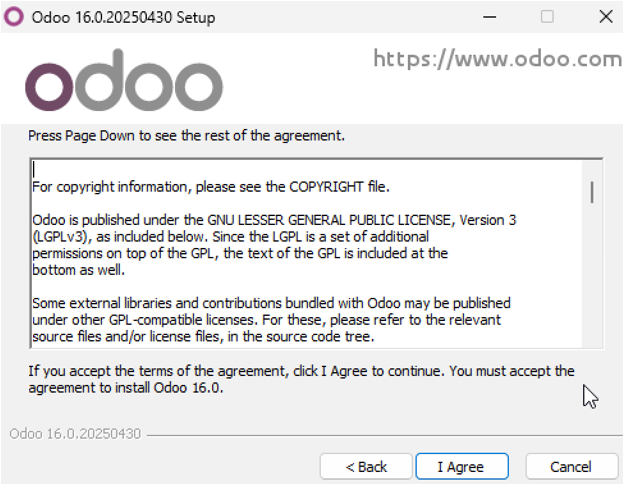 Odoo 16.0.20250430 Setup
odoo
https://www.odoo.com
Press Page Down to see the rest of the agreement.
For copyright information, please see the COPYRIGHT file.
Odoo is published under the GNU LESSER GENERAL PUBLIC LICENSE, Version 3
(LGPLv3), as included below. Since the LGPL is a set of additional
permissions on top of the GPL, the text of the GPL is included at the
bottom as well.
Some external libraries and contributions bundled with Odoo may be published
under other GPL-compatible licenses. For these, please refer to the relevant
source files and/or license files, in the source code tree.
If you accept the terms of the agreement, click I Agree to continue. You must accept the
agreement to install Odoo 16.0.
Odoo 16.0.20250430
< Back
I Agree
Cancel